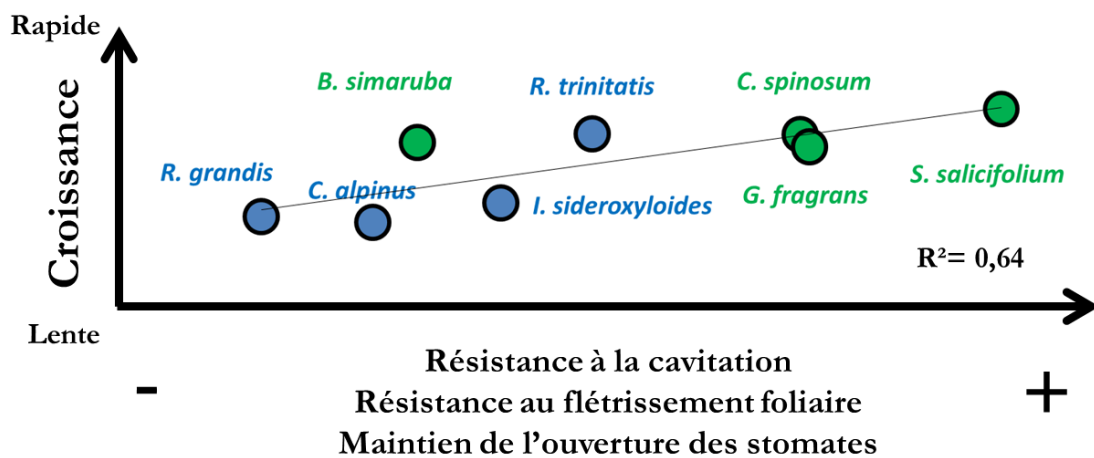 Rapide
Croissance
B. simaruba
R. trinitatis
C. spinosum
R. grandis
C. alpinus
I. sideroxyloides
G. fragrans
S. salicifolium
R²= 0,64
Lente
-
+
Résistance à la cavitation
Résistance au flétrissement foliaire
Maintien de l’ouverture des stomates